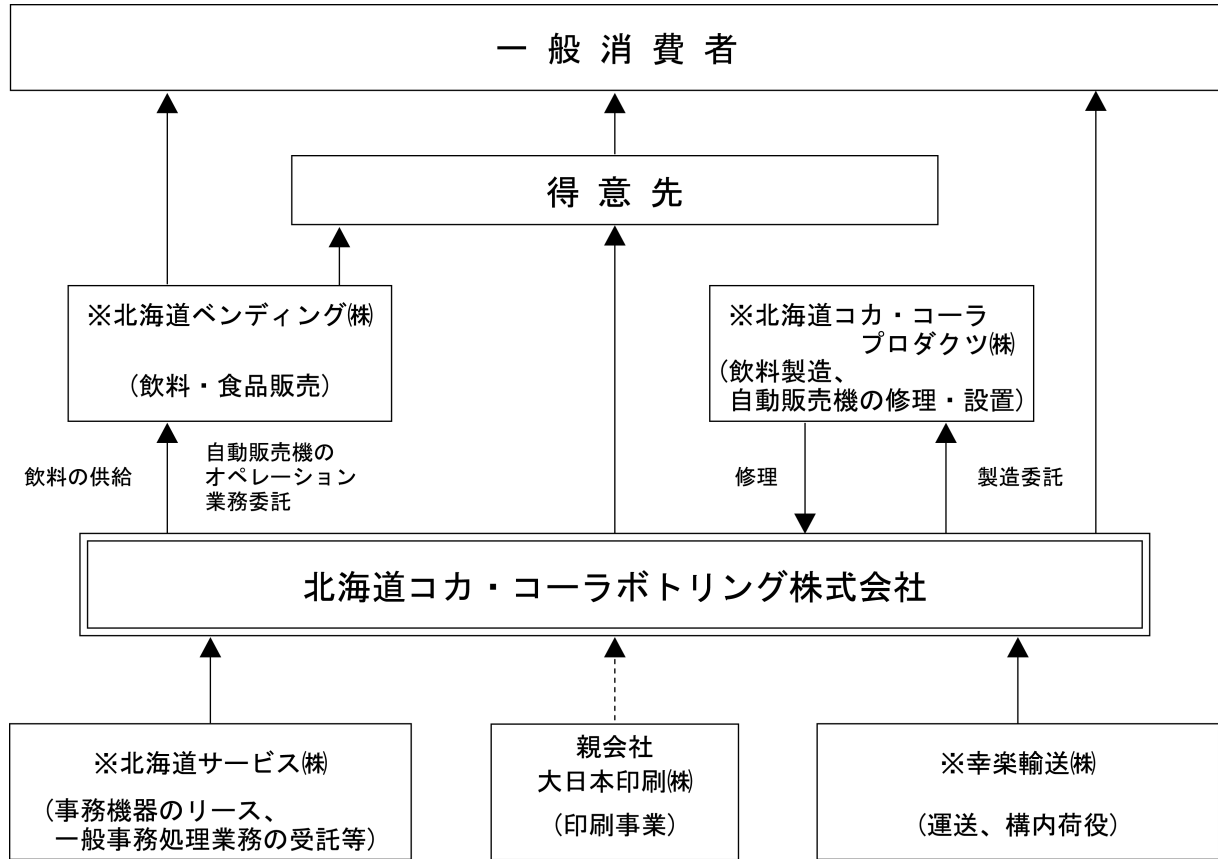 一般消費者
得意先
※北海道ベンディング㈱
(飲料・食品販売)
※北海道コカ・コーラ
プロダクツ㈱
(飲料製造、
自動販売機の修理・設置)
飲料の供給
自動販売機の
オペレーション
業務委託
修理
製造委託
北海道コカ・コーラボトリング株式会社
※北海道サービス㈱
(事務機器のリース、
一般事務処理業務の受託等)
親会社
大日本印刷㈱
(印刷事業)
※幸楽輸送㈱
(運送、構内荷役)